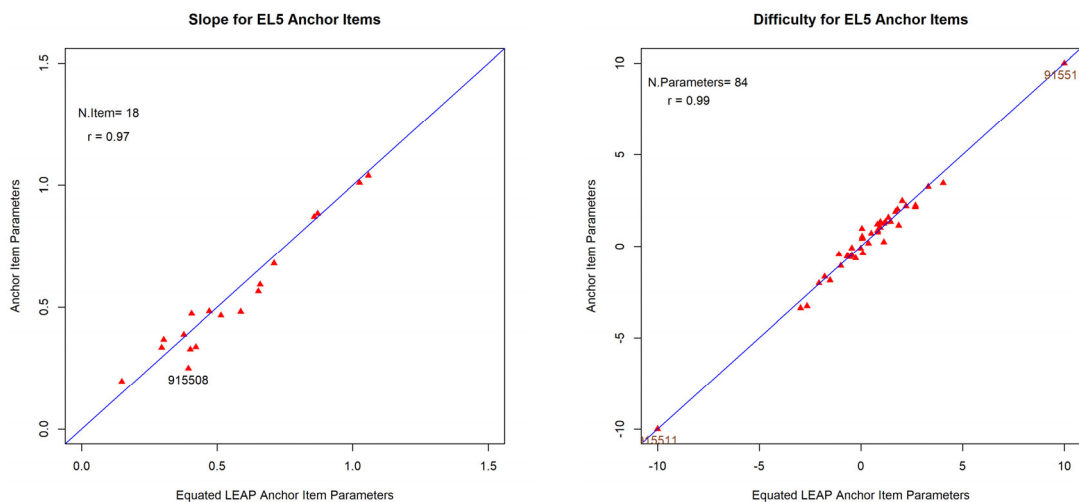 Slope for EL5 Anchor Items
Anchor Item Parameters
1.5
1.0
0.5
0.0
N.Item= 18
r = 0.97
915508
0.0 0.5 1.0 1.5
Equated LEAP Anchor Item Parameters
Difficulty for EL5 Anchor Items
Anchor Item Parameters
10
5
0
-5
-10
N.Parameters= 84
r = 0.99
91551
15511
-10 -5 0 5 10
Equated LEAP Anchor Item Parameters